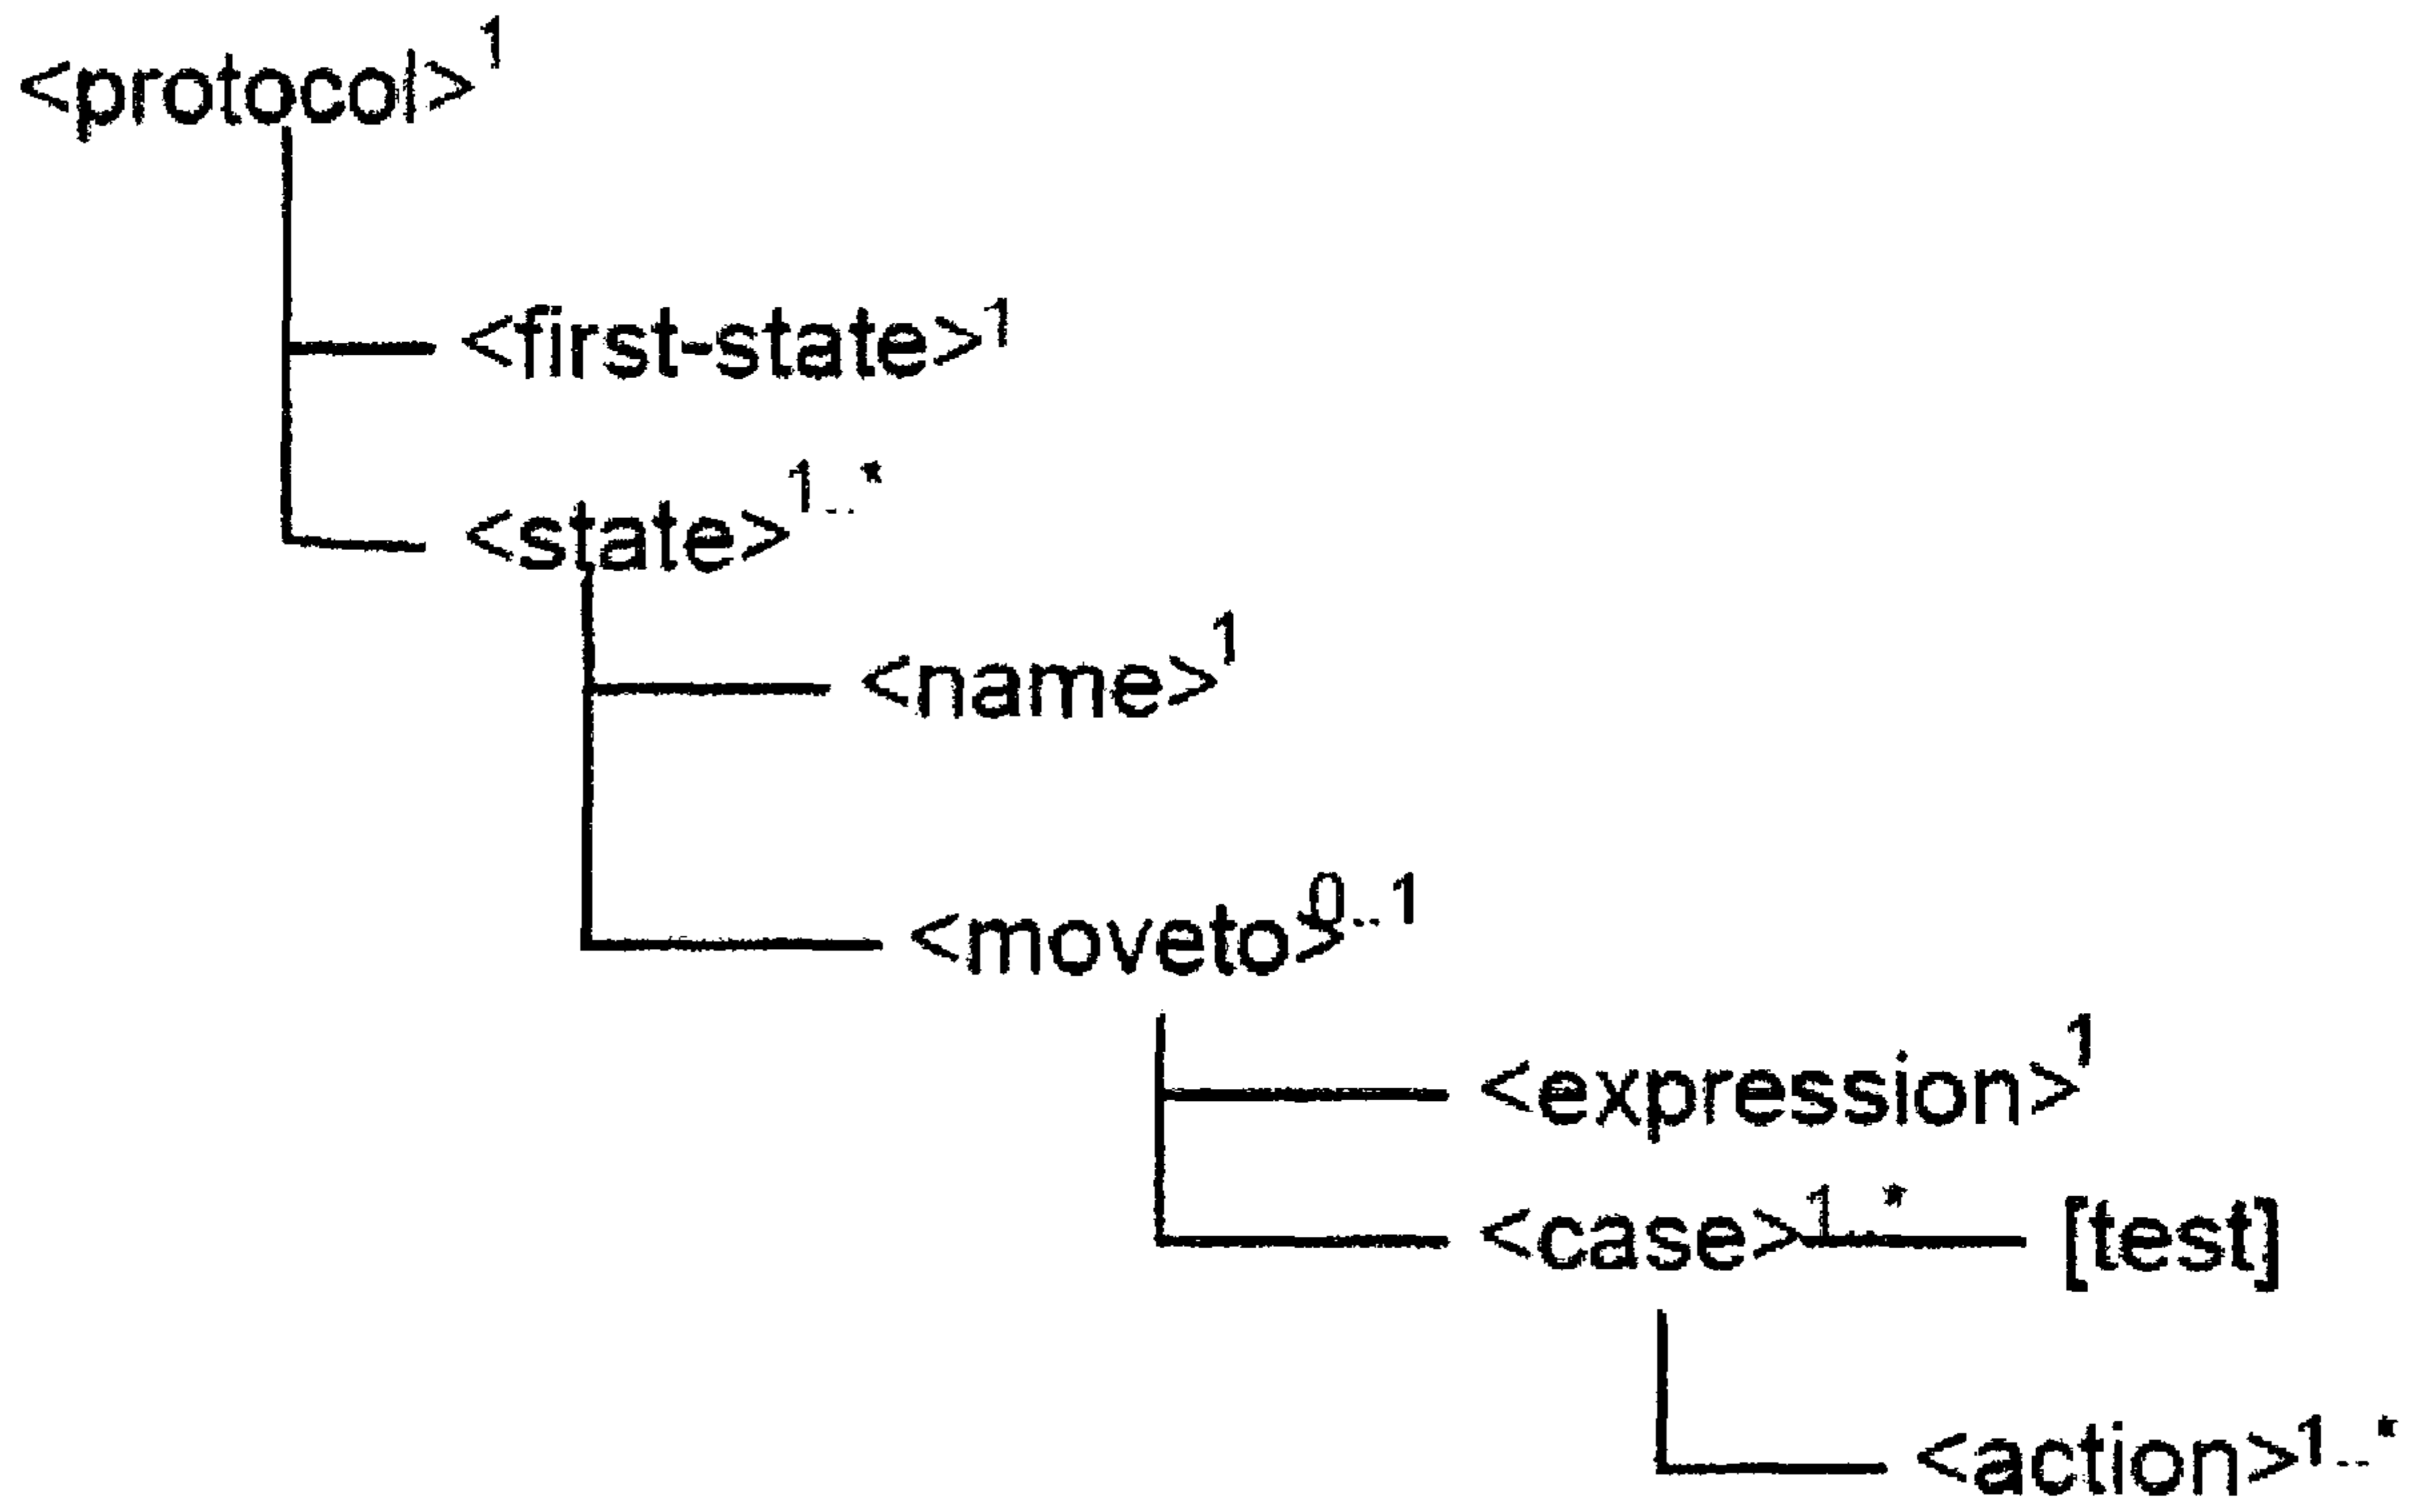 <protocol>1
<first-state>1
<state>1..*
<name>1
<moveto>0..1
<expression>1
<case>1..* [test]
<action>1..*